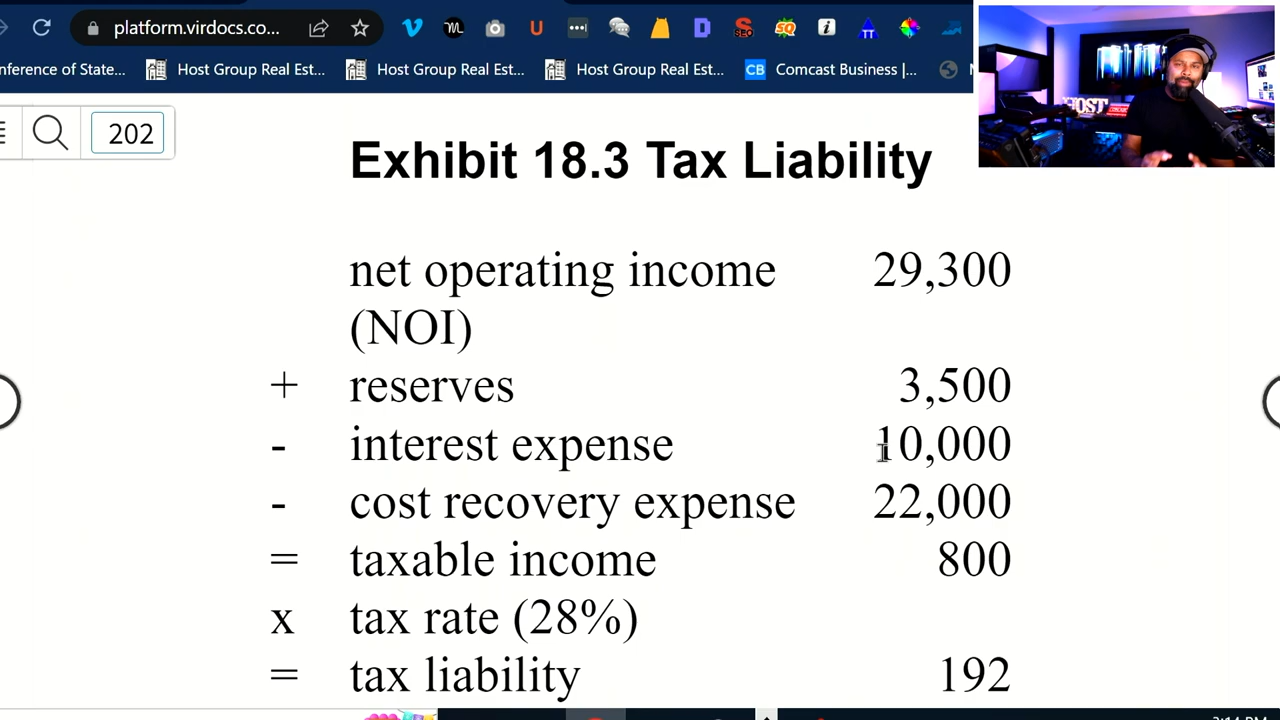 platform.virdocs.co...
nference of State...
Host Group Real Est...
Host Group Real Est...
Host Group Real Est...
CB Comcast Business |...
202
Exhibit 18.3 Tax Liability
net operating income 29,300
(NOI)
+ reserves 3,500
- interest expense 10,000
- cost recovery expense 22,000
= taxable income 800
x tax rate (28%)
= tax liability 192